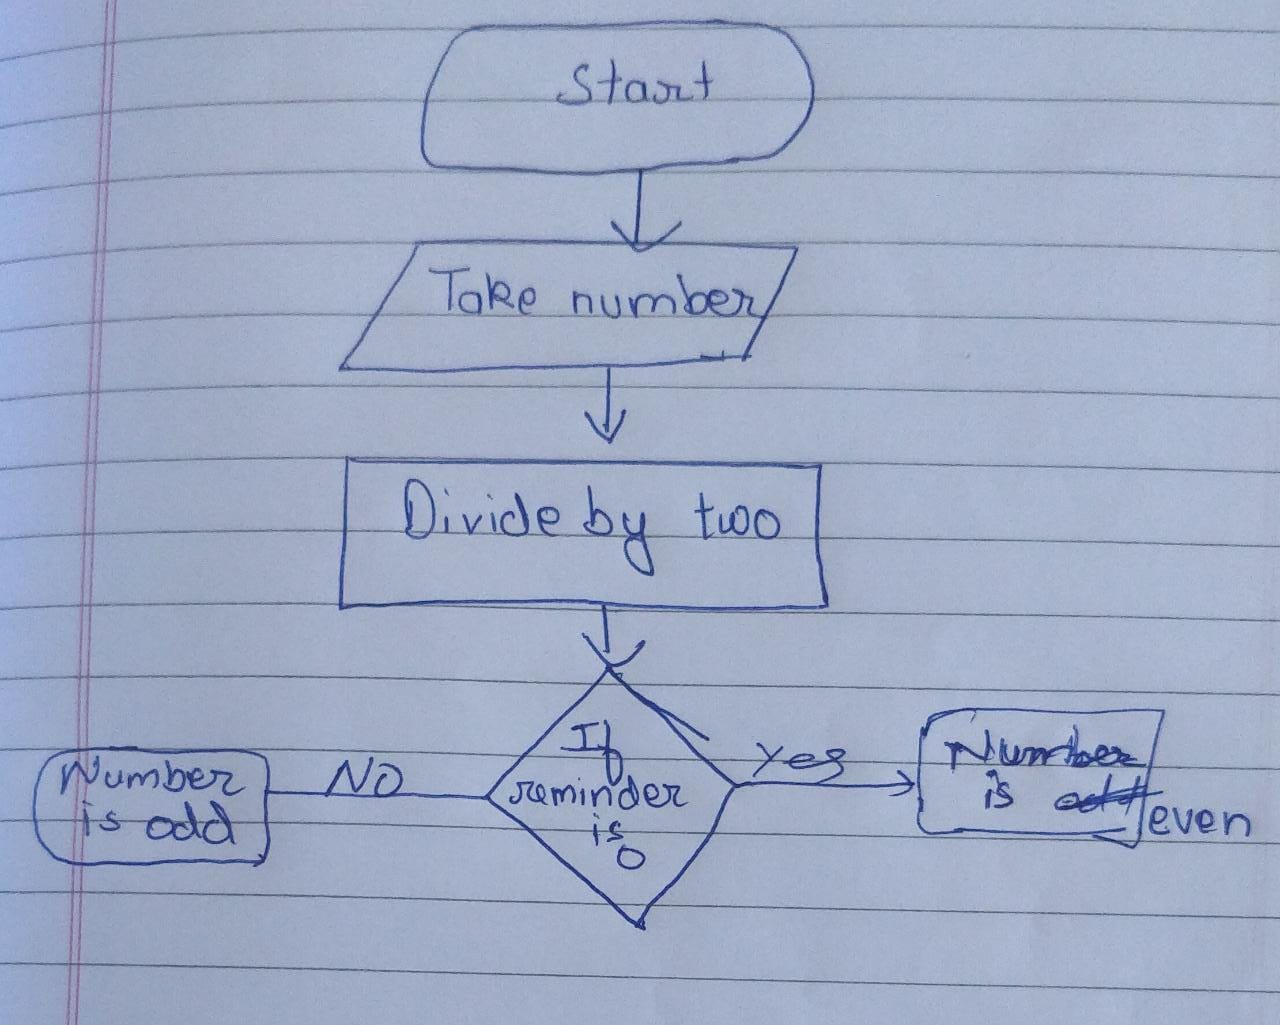 Start
Take number
Divide by two
If
reminder
is
0
NO
Number
is odd
Yes
Number
is odd even